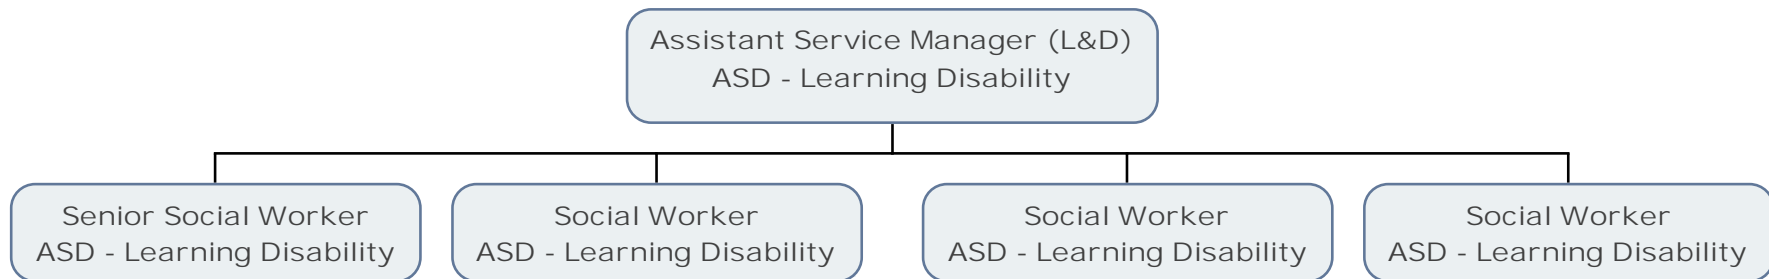 Assistant Service Manager (L&D)
ASD - Learning Disability
Senior Social Worker
ASD - Learning Disability
Social Worker
ASD - Learning Disability
Social Worker
ASD - Learning Disability
Social Worker
ASD - Learning Disability